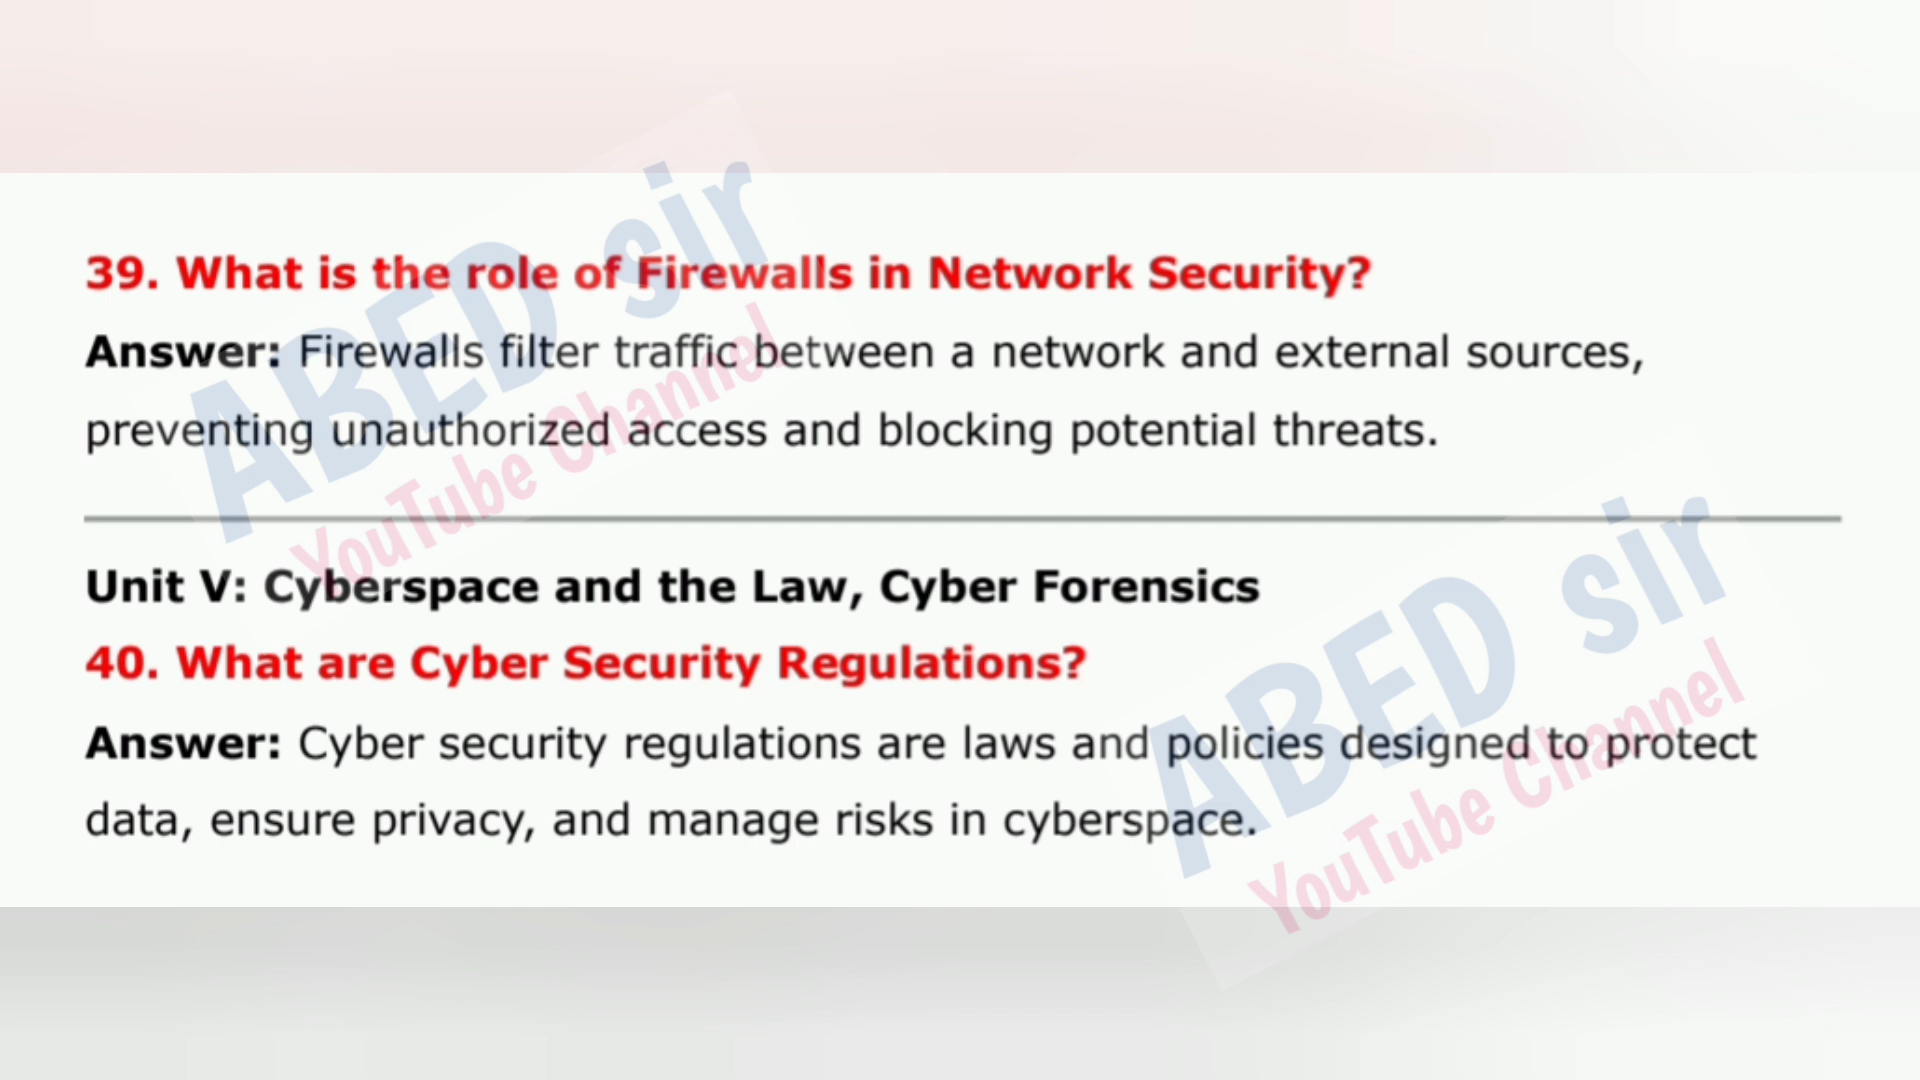 39. What is the role of Firewalls in Network Security?
Answer: Firewalls filter traffic between a network and external sources,
preventing unauthorized access and blocking potential threats.
Unit V: Cyberspace and the Law, Cyber Forensics
40. What are Cyber Security Regulations?
Answer: Cyber security regulations are laws and policies designed to protect
data, ensure privacy, and manage risks in cyberspace.
ABED sir
YouTube Channel
ABED sir
YouTube Channel